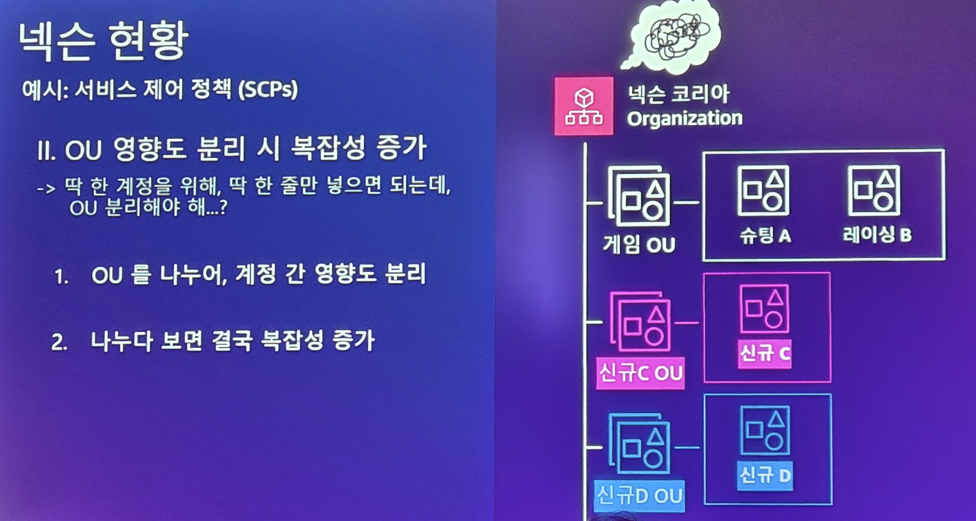 넥슨 현황
예시: 서비스 제어 정책 (SCPs)
II. OU 영향도 분리 시 복잡성 증가
-> 딱 한 계정을 위해, 딱 한 줄만 넣으면 되는데,
OU 분리해야 해...?
1. OU 를 나누어, 계정 간 영향도 분리
2. 나누다 보면 결국 복잡성 증가
넥슨 코리아
Organization
게임 OU
슈팅 A
레이싱 B
신규C OU
신규 C
신규D OU
신규 D